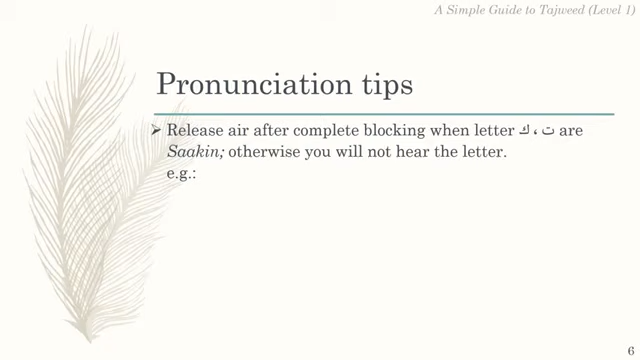 A Simple Guide to Tajweed (Level 1)
Pronunciation tips
➤ Release air after complete blocking when letter ت ، ك are
Saakin; otherwise you will not hear the letter.
e.g.:
6